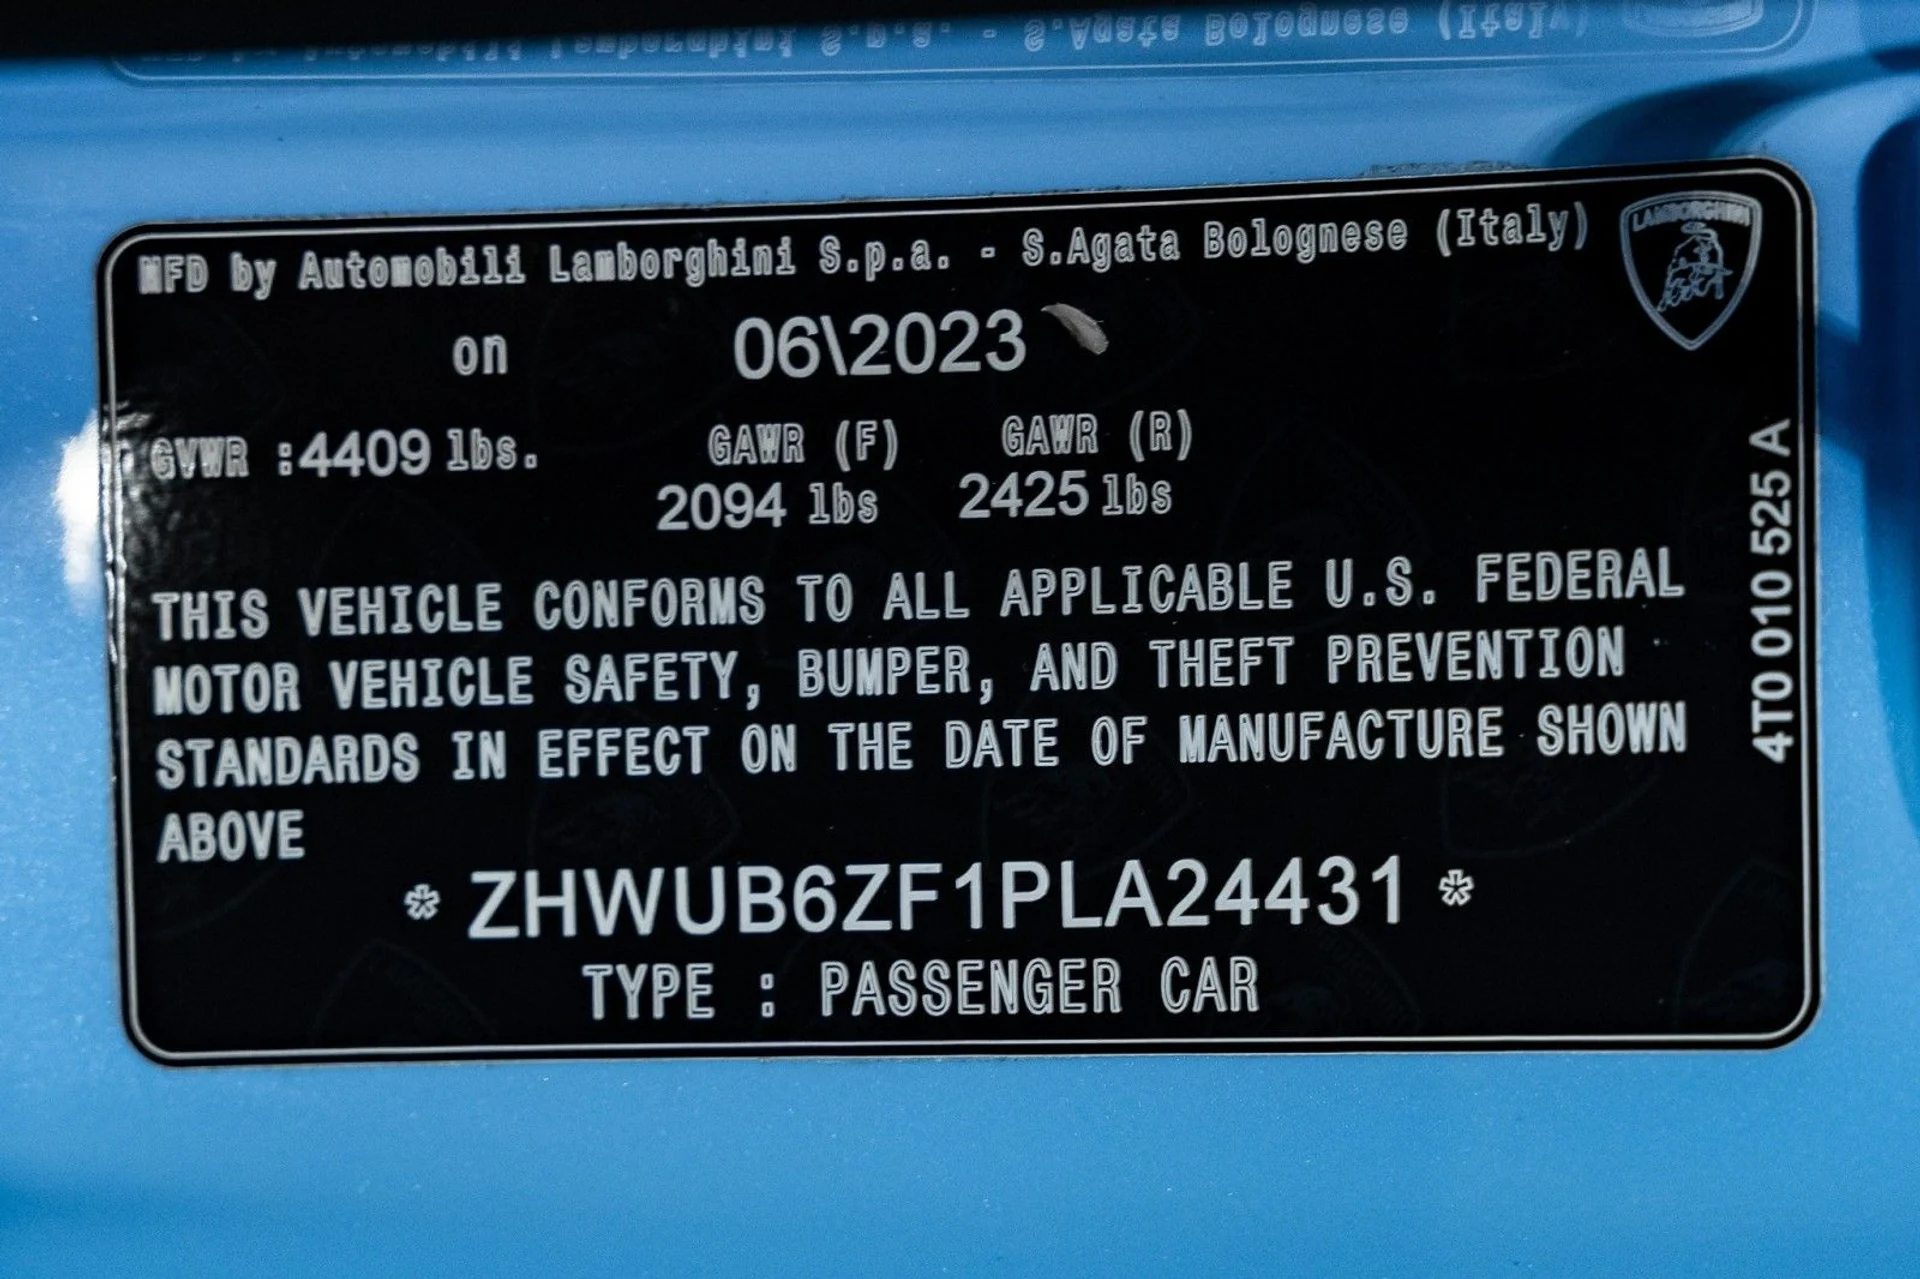 MFD by Automobili Lamborghini S.p.a. - S.Agata Bolognese (Italy)
LAMBORGHINI
on 06\2023
GVWR :4409 lbs. GAWR (F) GAWR (R)
2094 lbs 2425 lbs
THIS VEHICLE CONFORMS TO ALL APPLICABLE U.S. FEDERAL
MOTOR VEHICLE SAFETY, BUMPER, AND THEFT PREVENTION
STANDARDS IN EFFECT ON THE DATE OF MANUFACTURE SHOWN
ABOVE
* ZHWUB6ZF1PLA24431 *
TYPE : PASSENGER CAR
4T0 010 525 A